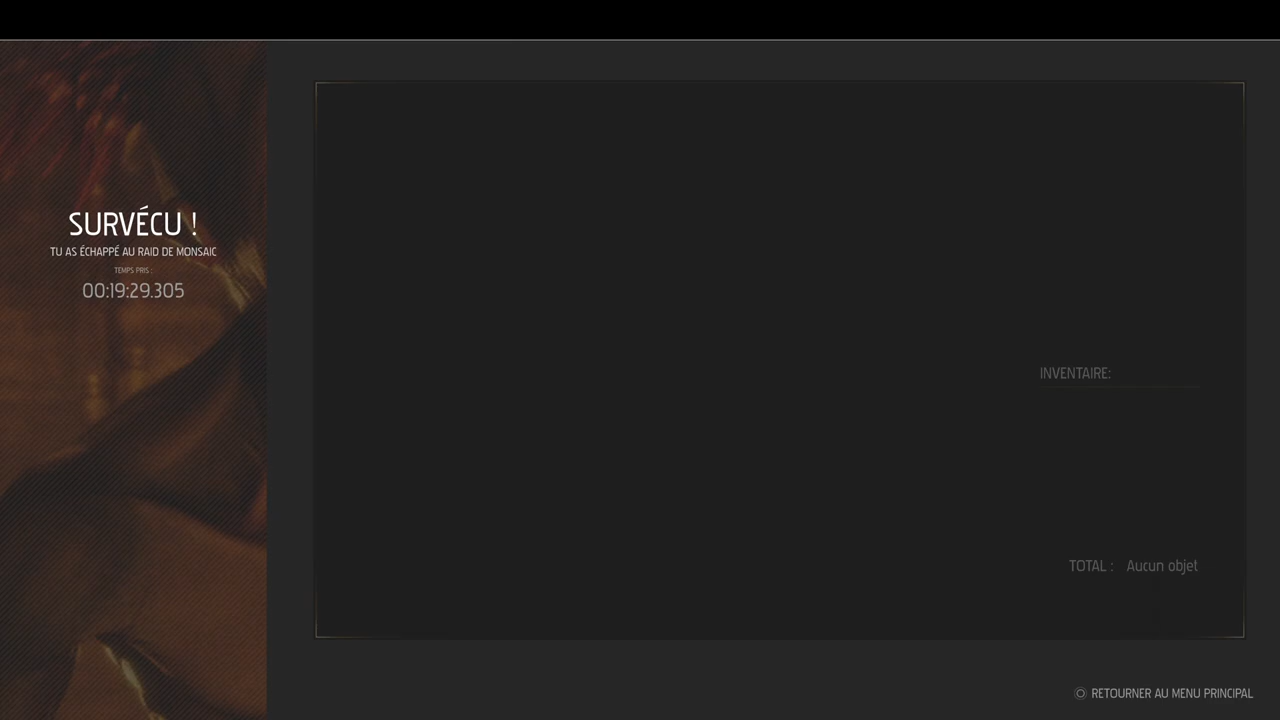 SURVÉCU !
TU AS ÉCHAPPÉ AU RAID DE MONSAIC
TEMPS PRIS :
00:19:29.305
INVENTAIRE:
TOTAL : Aucun objet
RETOURNER AU MENU PRINCIPAL